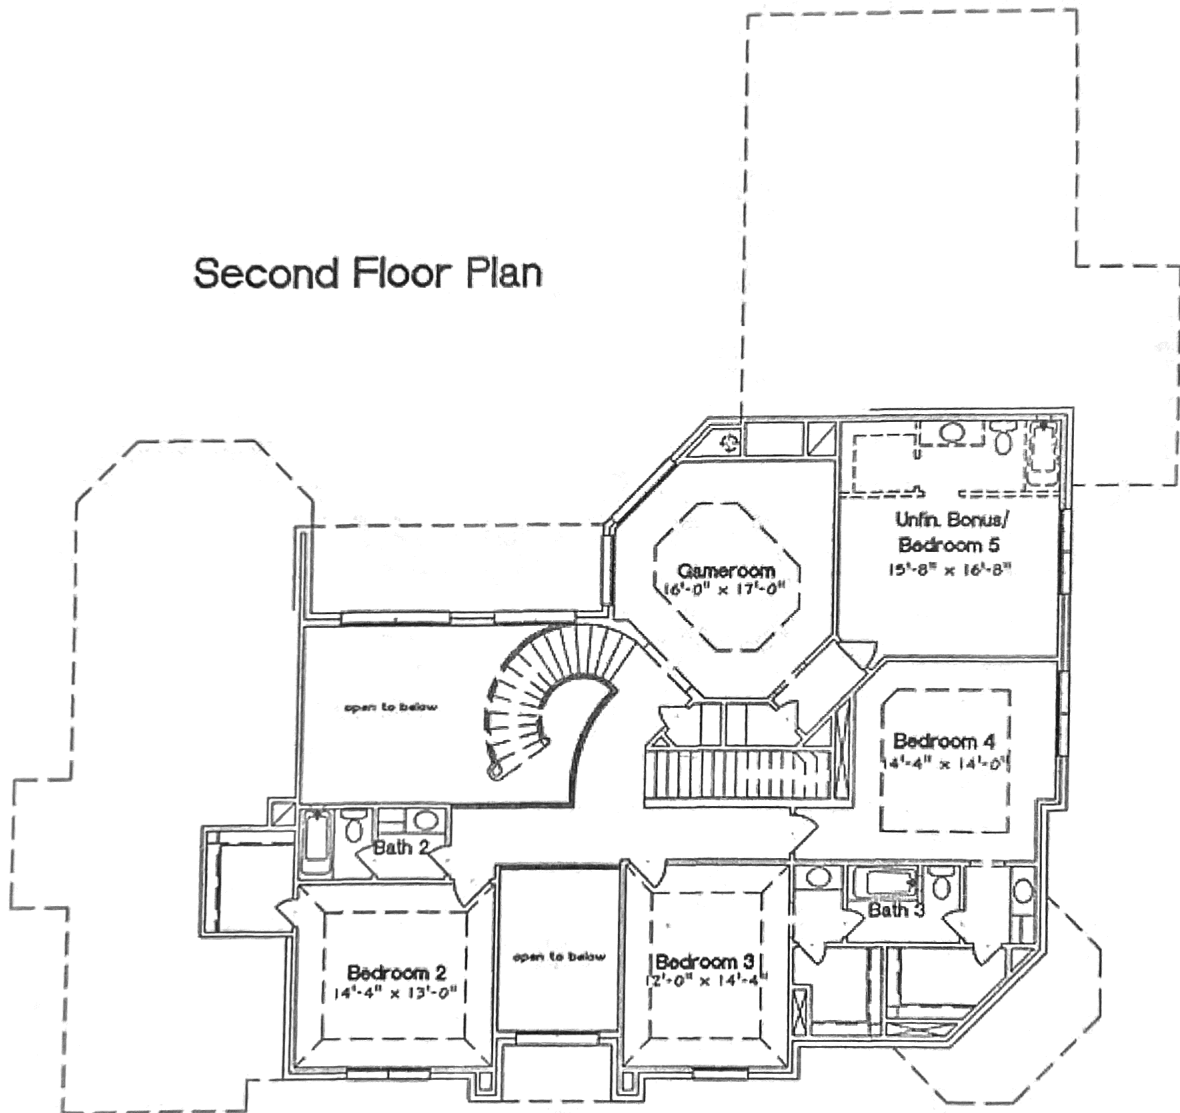 Second Floor Plan
Unfin. Bonus/
Bedroom 5
15'-8" x 16'-8"
Gameroom
16'-0" x 17'-0"
open to below
Bedroom 4
14'-4" x 14'-0"
Bath 2
Bath 3
open to below
Bedroom 2
14'-4" x 13'-0"
Bedroom 3
12'-0" x 14'-4"